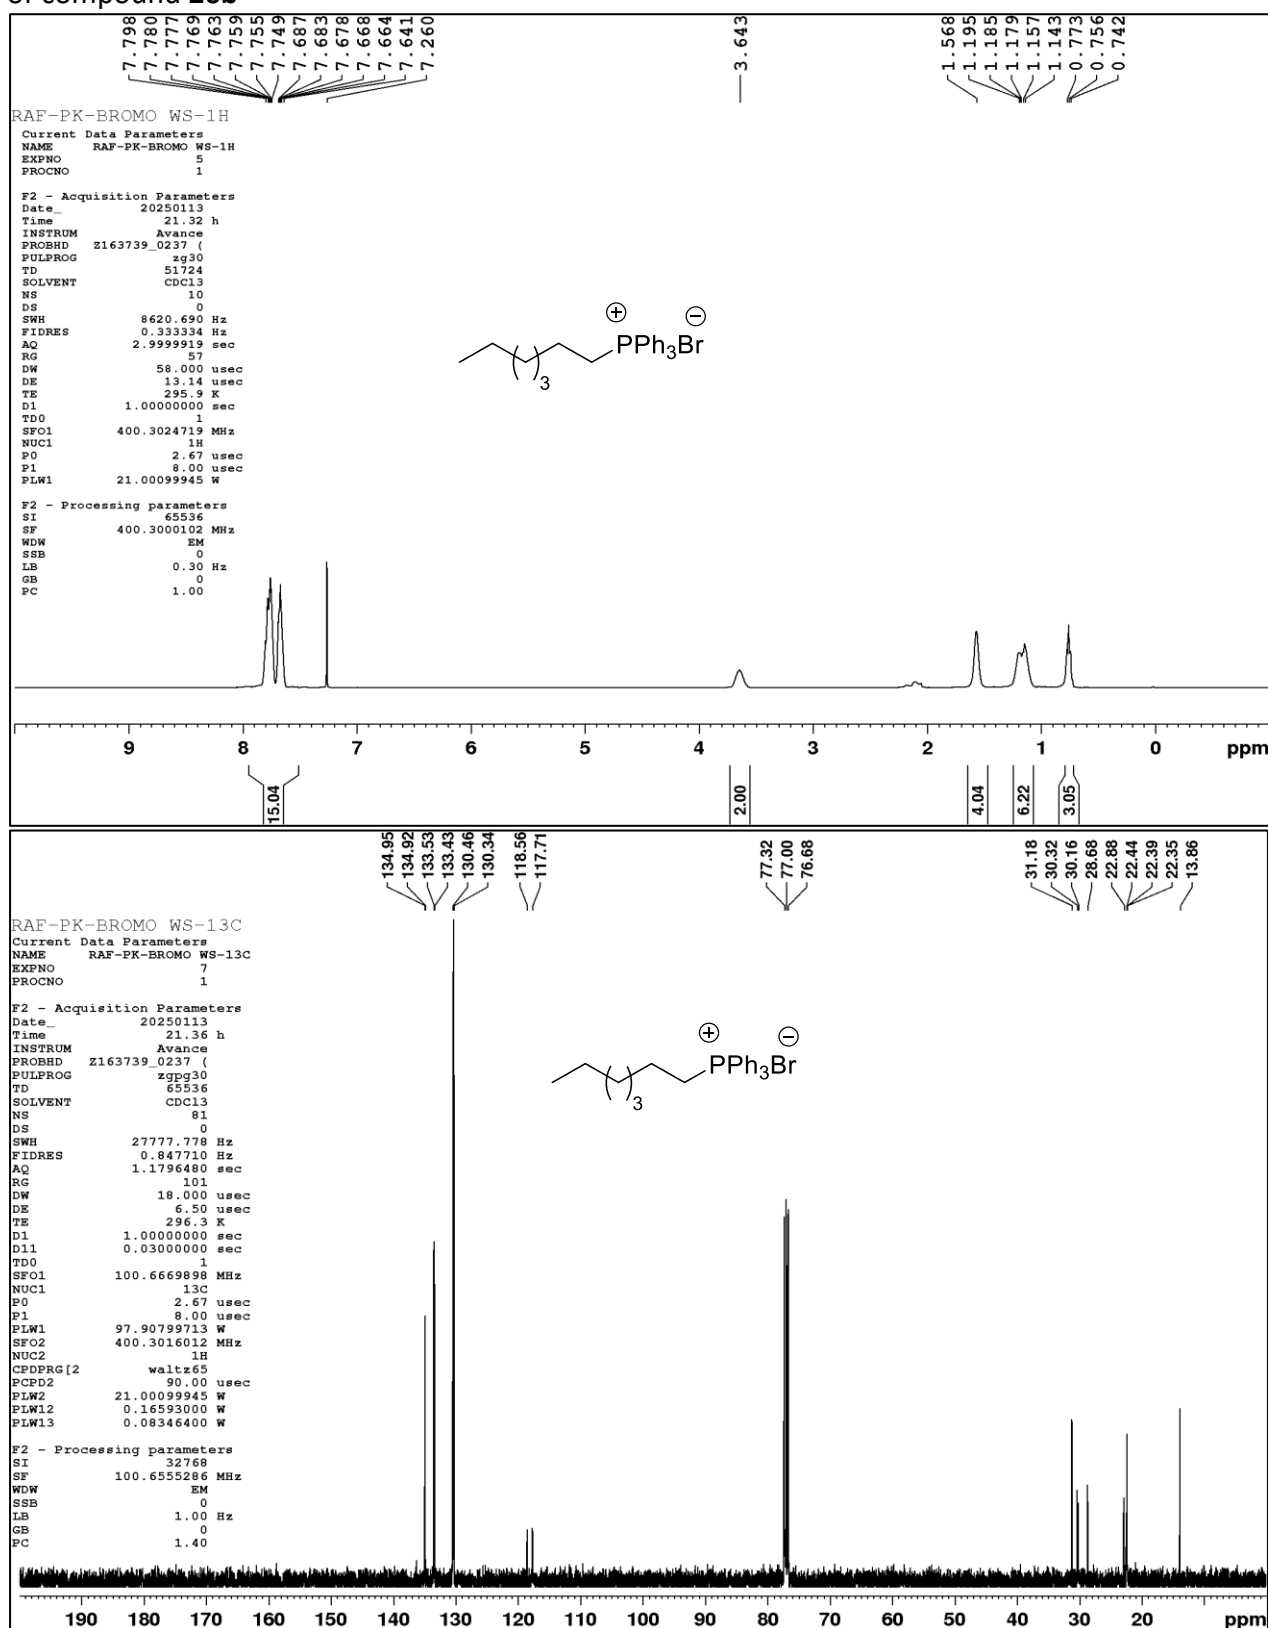 of compound
7.798
7.780
7.777
7.769
7.763
7.759
7.755
7.749
7.687
7.683
7.678
7.668
7.664
7.641
7.260
3.643
1.568
1.195
1.185
1.179
1.157
1.143
0.773
0.756
0.742
RAF-PK-BROMO WS-1H
Current Data Parameters
NAME RAF-PK-BROMO WS-1H
EXPNO 5
PROCNO 1
F2 - Acquisition Parameters
Date_ 20250113
Time 21.32 h
INSTRUM Avance
PROBHD Z163739_0237 (
PULPROG zg30
TD 51724
SOLVENT CDCl3
NS 10
DS 0
SWH 8620.690 Hz
FIDRES 0.333334 Hz
AQ 2.9999919 sec
RG 57
DW 58.000 usec
DE 13.14 usec
TE 295.9 K
D1 1.00000000 sec
TD0 1
SFO1 400.3024719 MHz
NUC1 1H
P0 2.67 usec
P1 8.00 usec
PLW1 21.00099945 W
F2 - Processing parameters
SI 65536
SF 400.3000102 MHz
WDW EM
SSB 0
LB 0.30 Hz
GB 0
PC 1.00
⊕ ⊖
PPh3Br
3
9 8 7 6 5 4 3 2 1 0 ppm
15.04
2.00
4.04
6.22
3.05
134.95
134.92
133.53
133.43
130.46
130.34
118.56
117.71
77.32
77.00
76.68
31.18
30.32
30.16
28.68
22.88
22.44
22.39
22.35
13.86
RAF-PK-BROMO WS-13C
Current Data Parameters
NAME RAF-PK-BROMO WS-13C
EXPNO 7
PROCNO 1
F2 - Acquisition Parameters
Date_ 20250113
Time 21.36 h
INSTRUM Avance
PROBHD Z163739_0237 (
PULPROG zgpg30
TD 65536
SOLVENT CDCl3
NS 81
DS 0
SWH 27777.778 Hz
FIDRES 0.847710 Hz
AQ 1.1796480 sec
RG 101
DW 18.000 usec
DE 6.50 usec
TE 296.3 K
D1 1.00000000 sec
D11 0.03000000 sec
TD0 1
SFO1 100.6669898 MHz
NUC1 13C
P0 2.67 usec
P1 8.00 usec
PLW1 97.90799713 W
SFO2 400.3016012 MHz
NUC2 1H
CPDPRG[2 waltz65
PCPD2 90.00 usec
PLW2 21.00099945 W
PLW12 0.16593000 W
PLW13 0.08346400 W
F2 - Processing parameters
SI 32768
SF 100.6555286 MHz
WDW EM
SSB 0
LB 1.00 Hz
GB 0
PC 1.40
⊕ ⊖
PPh3Br
3
190 180 170 160 150 140 130 120 110 100 90 80 70 60 50 40 30 20 ppm